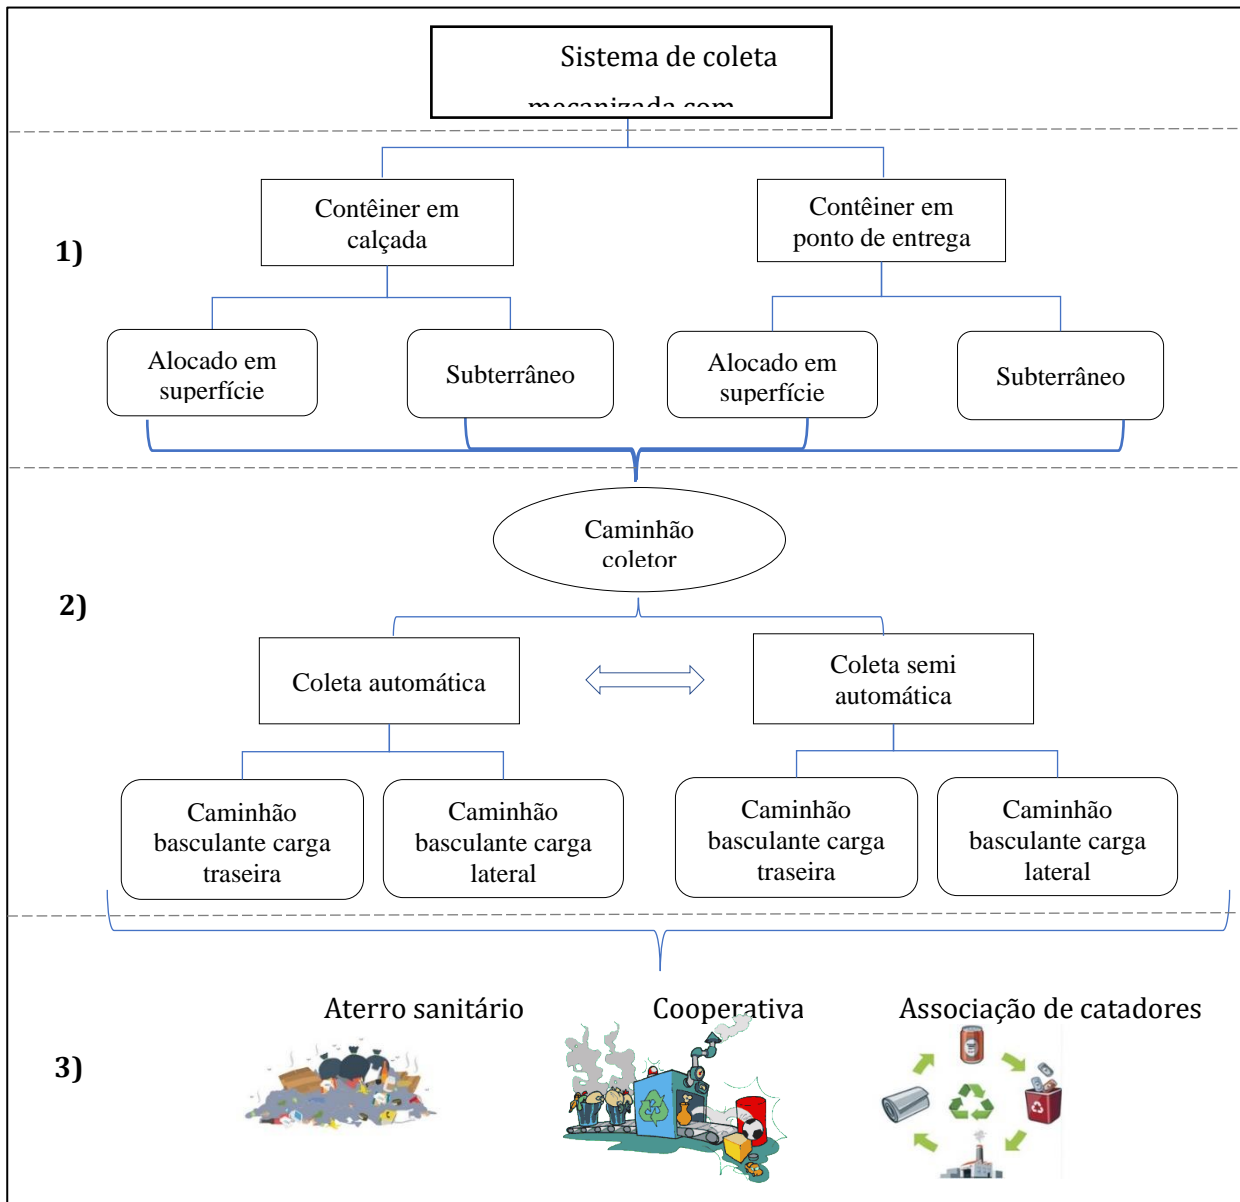 Sistema de coleta
mecanizada com
1)
Contêiner em
calçada
Contêiner em
ponto de entrega
Alocado em
superfície
Subterrâneo
Alocado em
superfície
Subterrâneo
2)
Caminhão
coletor
Coleta automática
Coleta semi
automática
Caminhão
basculante carga
traseira
Caminhão
basculante carga
lateral
Caminhão
basculante carga
traseira
Caminhão
basculante carga
lateral
3)
Aterro sanitário
Cooperativa
Associação de catadores